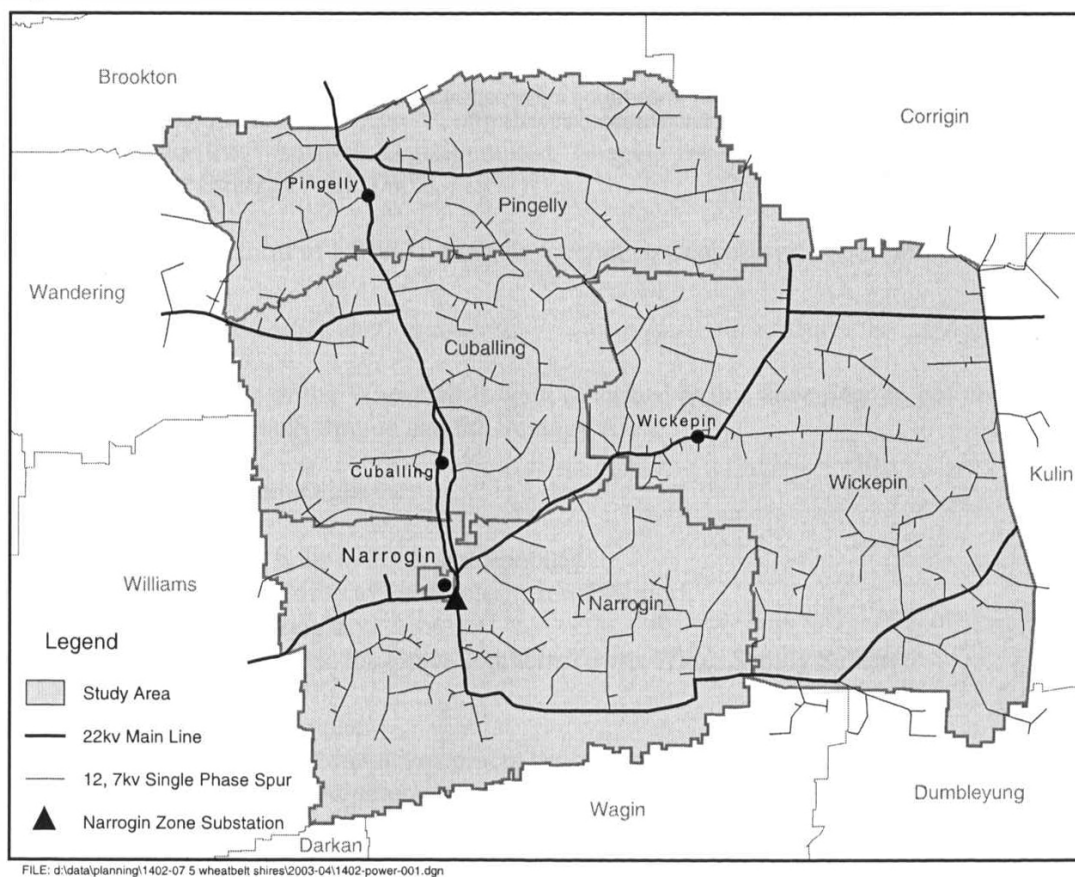 Brookton
Corrigin
Pingelly
Pingelly
Wandering
Cuballing
Wickepin
Cuballing
Wickepin
Kulin
Narrogin
Williams
Narrogin
Legend
Study Area
22kv Main Line
12, 7kv Single Phase Spur
Narrogin Zone Substation
Wagin
Dumbleyung
Darkan
FILE: d:\data\planning\1402-07 5 wheatbelt shires\2003-04\1402-power-001.dgn